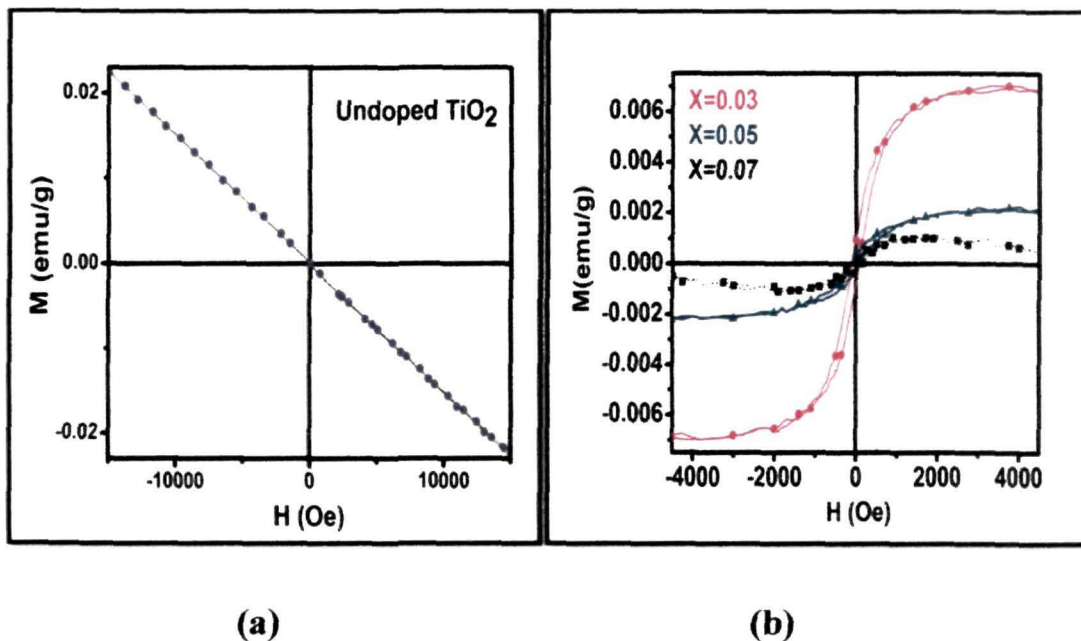 Undoped TiO2
M (emu/g)
0.02
0.00
-0.02
-10000
0
10000
H (Oe)
X=0.03
X=0.05
X=0.07
M(emu/g)
0.006
0.004
0.002
0.000
-0.002
-0.004
-0.006
-4000
-2000
0
2000
4000
H (Oe)
(a)
(b)